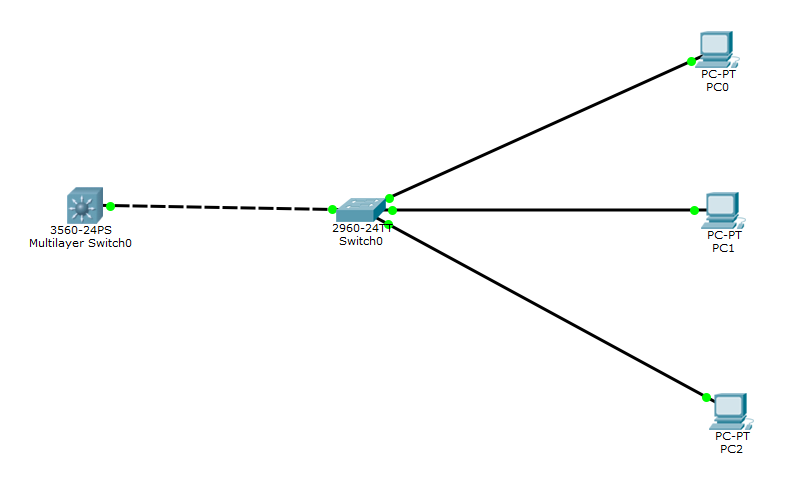 PC-PT
PC0
3560-24PS
Multilayer Switch0
2960-24TT
Switch0
PC-PT
PC1
PC-PT
PC2